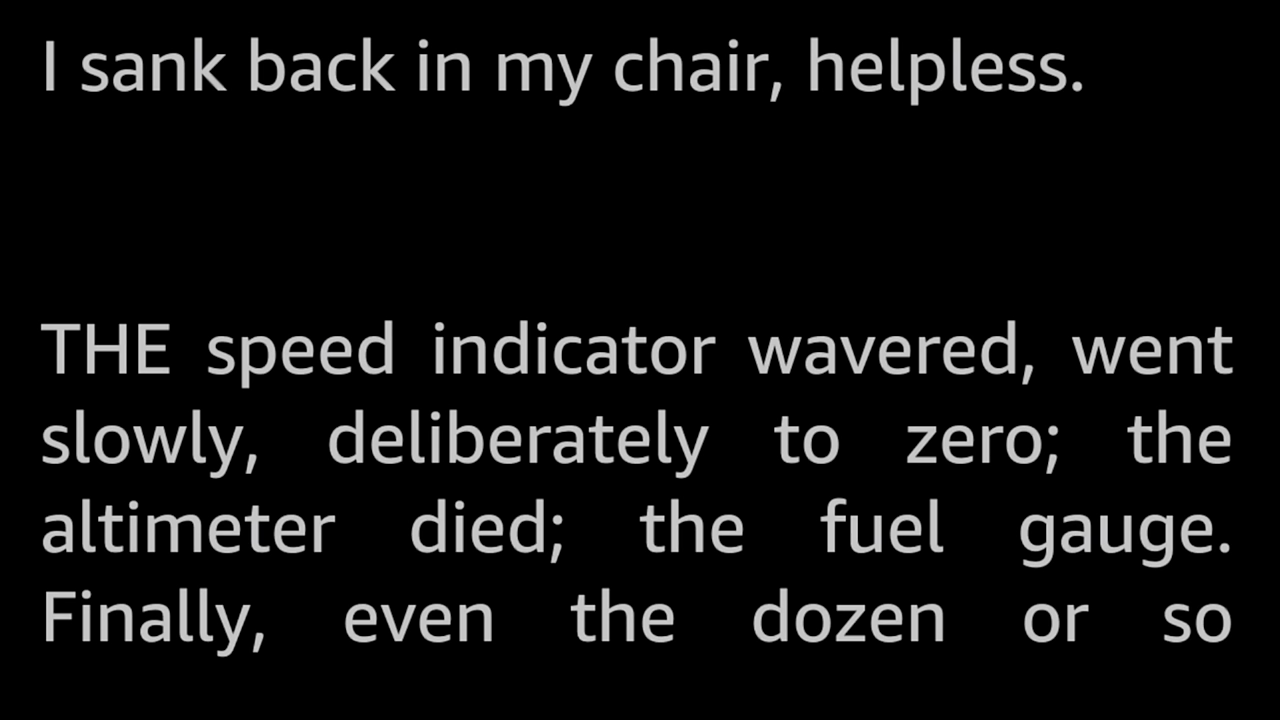 I sank back in my chair, helpless.
THE speed indicator wavered, went
slowly, deliberately to zero; the
altimeter died; the fuel gauge.
Finally, even the dozen or so